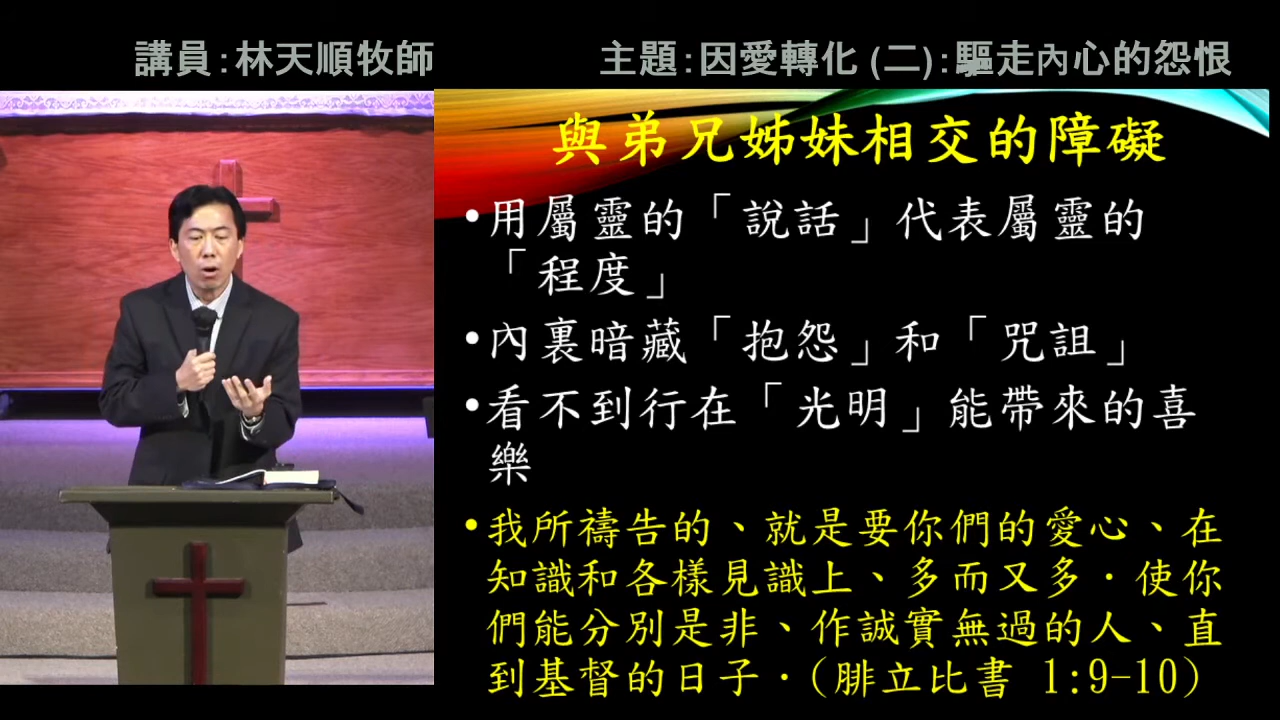 講員:林天順牧師
主題:因愛轉化 (二):驅走內心的怨恨
與弟兄姊妹相交的障礙
•用屬靈的「說話」代表屬靈的
「程度」
•內裏暗藏「抱怨」和「咒詛」
•看不到行在「光明」能帶來的喜
樂
•我所禱告的、就是要你們的愛心、在
知識和各樣見識上、多而又多．使你
們能分別是非、作誠實無過的人、直
到基督的日子．(腓立比書 1:9-10)